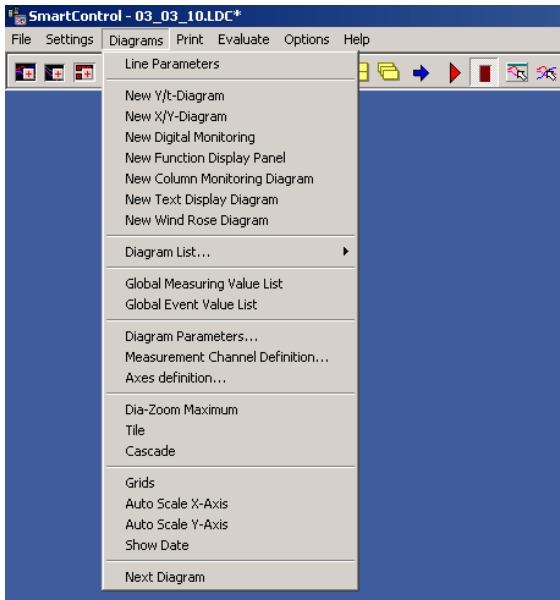 SmartControl - 03_03_10.LDC*
File Settings Diagrams Print Evaluate Options Help
Line Parameters
New Y/t-Diagram
New X/Y-Diagram
New Digital Monitoring
New Function Display Panel
New Column Monitoring Diagram
New Text Display Diagram
New Wind Rose Diagram
Diagram List...
Global Measuring Value List
Global Event Value List
Diagram Parameters...
Measurement Channel Definition...
Axes definition...
Dia-Zoom Maximum
Tile
Cascade
Grids
Auto Scale X-Axis
Auto Scale Y-Axis
Show Date
Next Diagram